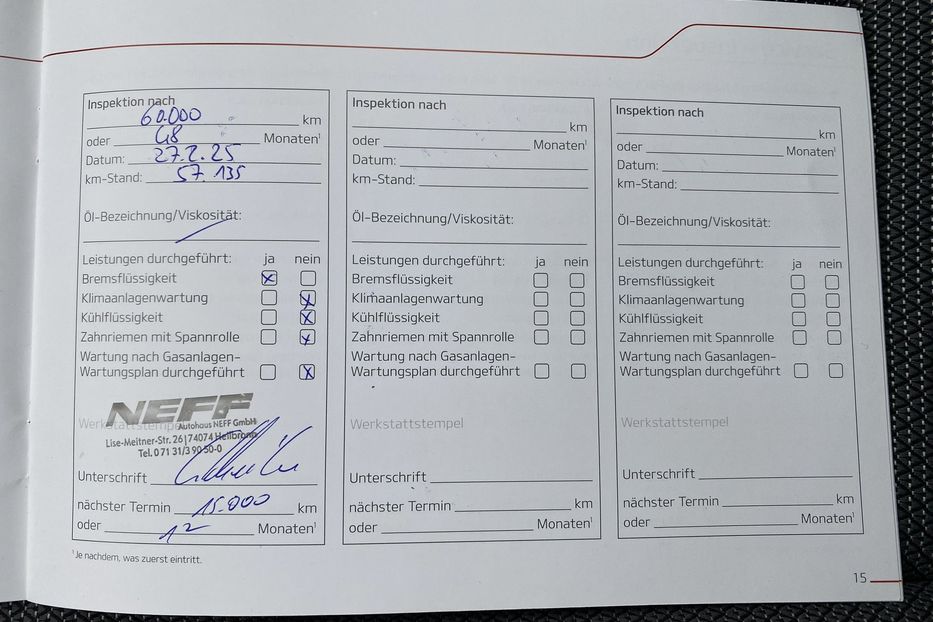 Inspektion nach
60.000 km
oder 48 Monaten¹
Datum: 27.2.25
km-Stand: 57.135
Öl-Bezeichnung/Viskosität:
Leistungen durchgeführt: ja nein
Bremsflüssigkeit x
Klimaanlagenwartung x
Kühlflüssigkeit x
Zahnriemen mit Spannrolle x
Wartung nach Gasanlagen-
Wartungsplan durchgeführt x
Werkstattstempel
NEFF
Autohaus NEFF GmbH
Lise-Meitner-Str. 26 | 74074 Heilbronn
Tel. 0 71 31/3 90 50-0
Unterschrift
nächster Termin 15.000 km
oder 12 Monaten¹
¹Je nachdem, was zuerst eintritt.
Inspektion nach
km
oder Monaten¹
Datum:
km-Stand:
Öl-Bezeichnung/Viskosität:
Leistungen durchgeführt: ja nein
Bremsflüssigkeit
Klimaanlagenwartung
Kühlflüssigkeit
Zahnriemen mit Spannrolle
Wartung nach Gasanlagen-
Wartungsplan durchgeführt
Werkstattstempel
Unterschrift
nächster Termin km
oder Monaten¹
Inspektion nach
km
oder Monaten¹
Datum:
km-Stand:
Öl-Bezeichnung/Viskosität:
Leistungen durchgeführt: ja nein
Bremsflüssigkeit
Klimaanlagenwartung
Kühlflüssigkeit
Zahnriemen mit Spannrolle
Wartung nach Gasanlagen-
Wartungsplan durchgeführt
Werkstattstempel
Unterschrift
nächster Termin km
oder Monaten¹
15